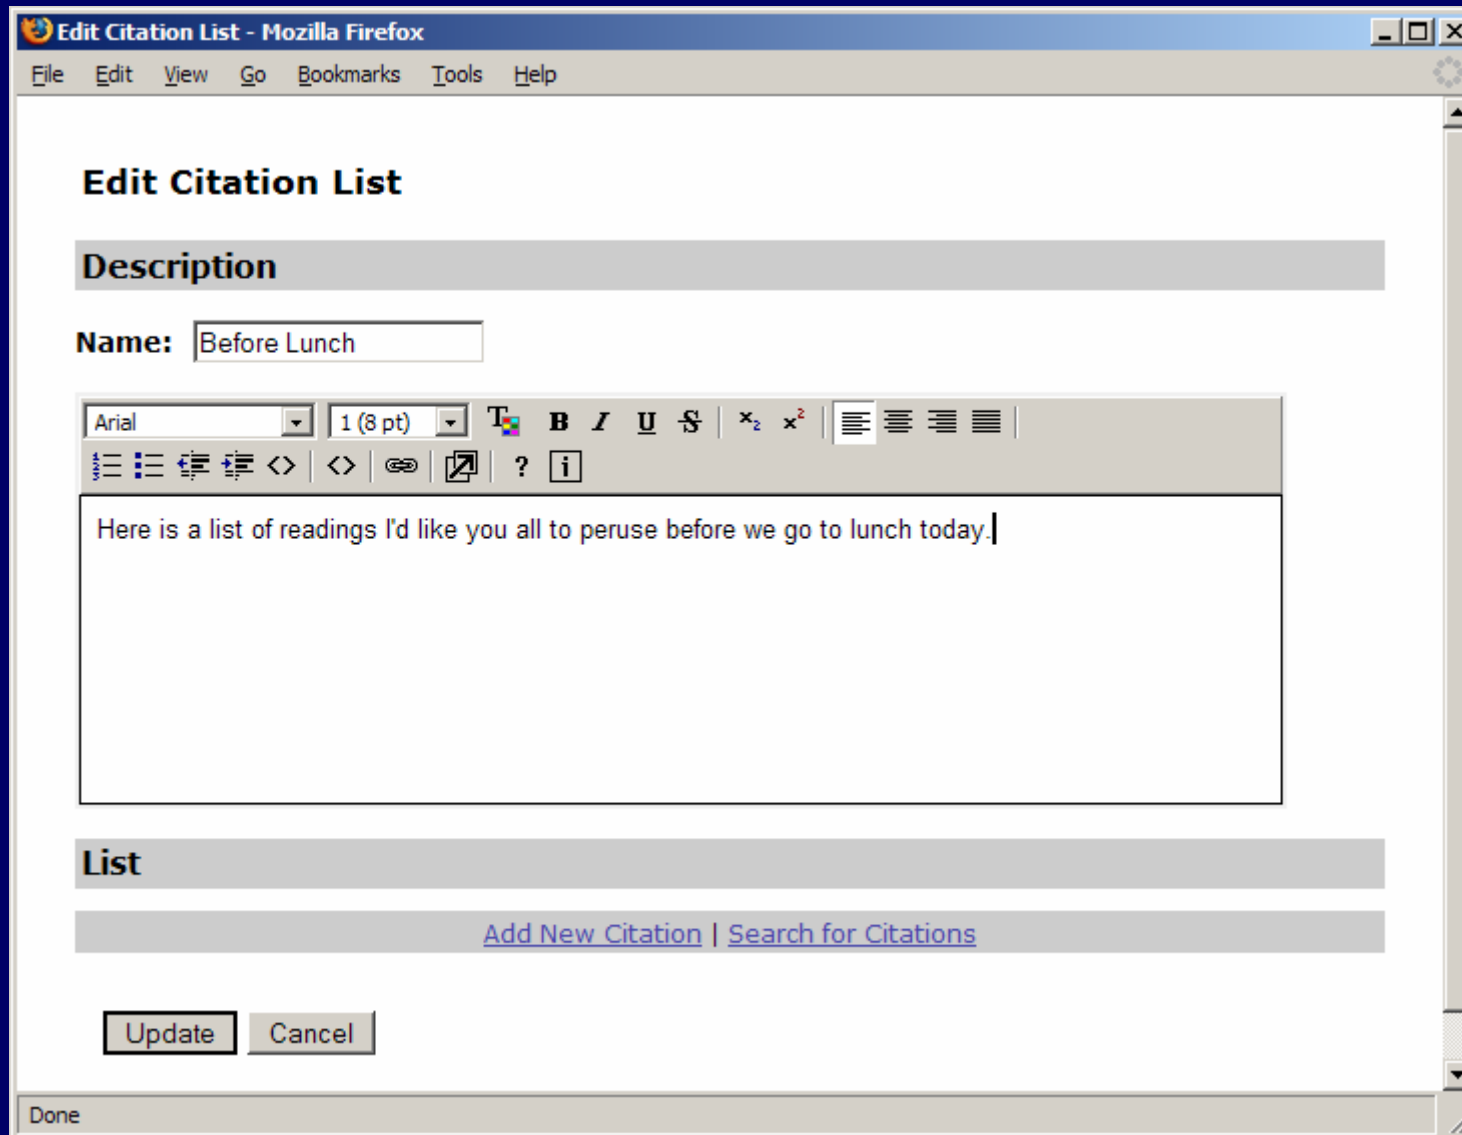 Edit Citation List - Mozilla Firefox
File Edit View Go Bookmarks Tools Help
Edit Citation List
Description
Name: Before Lunch
Arial 1 (8 pt) T B I U S x₂ x²
? i
Here is a list of readings I'd like you all to peruse before we go to lunch today.
List
Add New Citation | Search for Citations
Update Cancel
Done